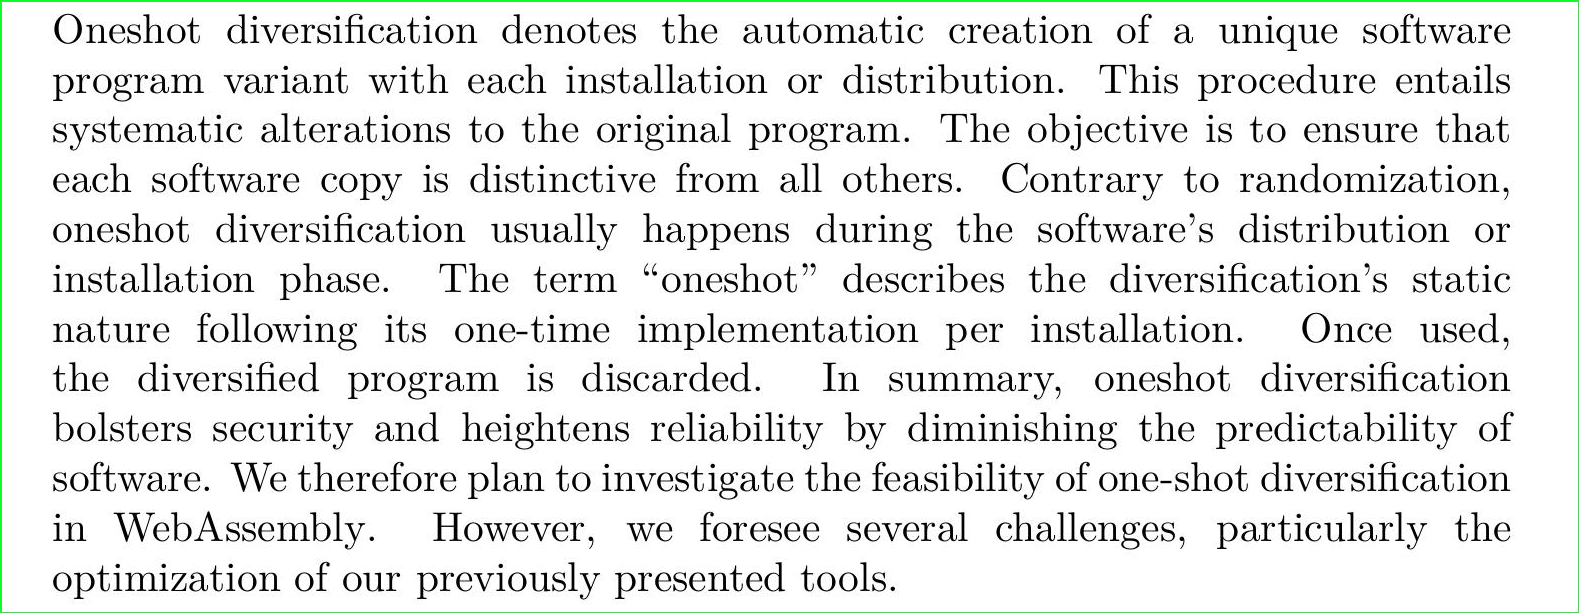 Oneshot diversification denotes the automatic creation of a unique software
program variant with each installation or distribution. This procedure entails
systematic alterations to the original program. The objective is to ensure that
each software copy is distinctive from all others. Contrary to randomization,
oneshot diversification usually happens during the software’s distribution or
installation phase. The term “oneshot” describes the diversification’s static
nature following its one-time implementation per installation. Once used,
the diversified program is discarded. In summary, oneshot diversification
bolsters security and heightens reliability by diminishing the predictability of
software. We therefore plan to investigate the feasibility of one-shot diversification
in WebAssembly. However, we foresee several challenges, particularly the
optimization of our previously presented tools.